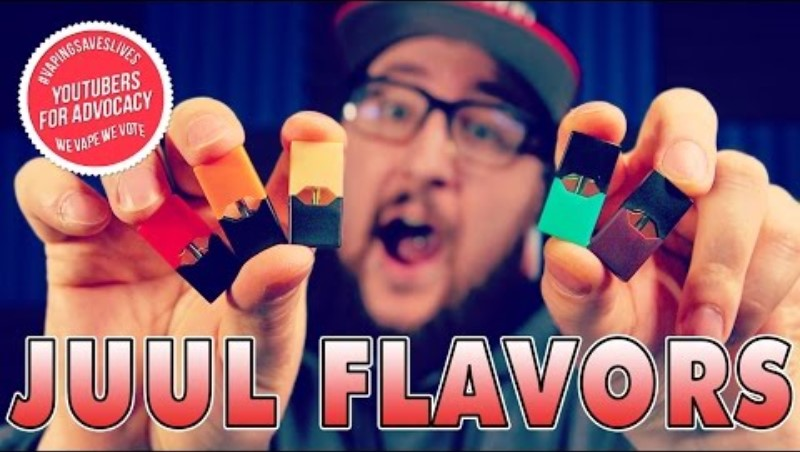 #VAPINGSAVESLIVES
YOUTUBERS
FOR ADVOCACY
WE VAPE WE VOTE
JUUL FLAVORS